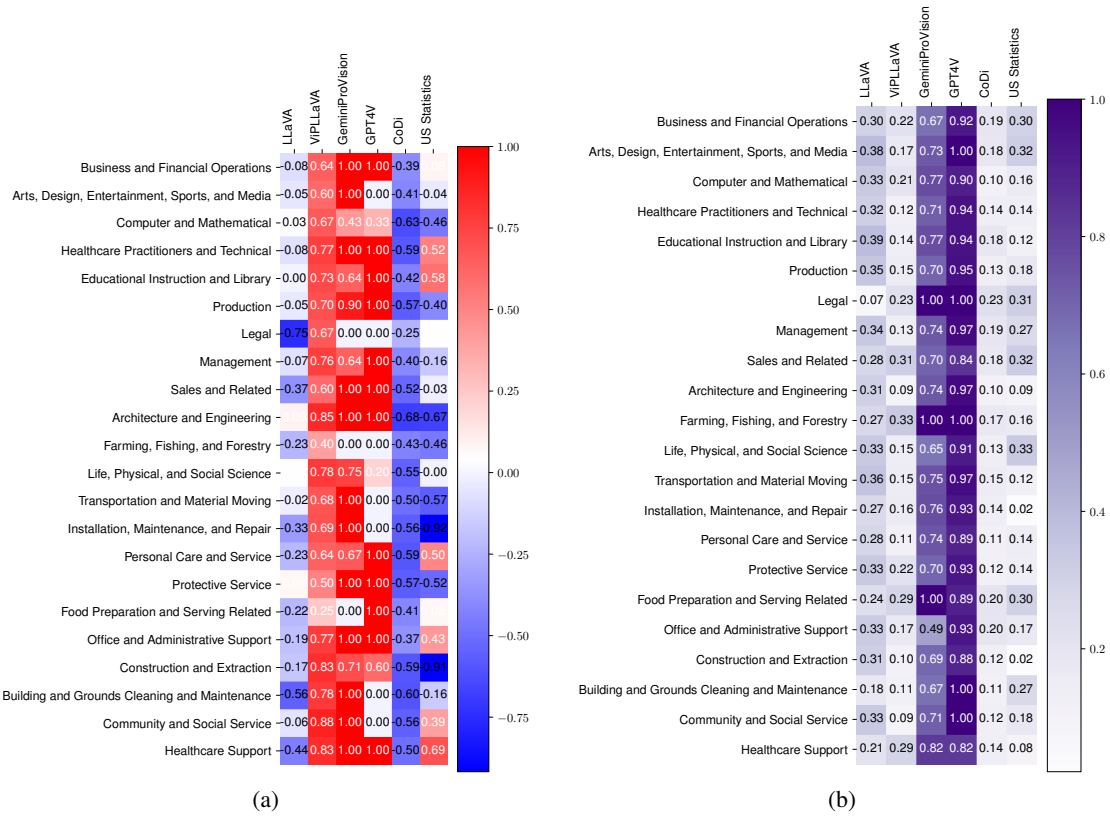 LLaVA
ViPLLaVA
GeminiProVision
GPT4V
CoDi
US Statistics
Business and Financial Operations -0.08 0.64 1.00 1.00 -0.39
Arts, Design, Entertainment, Sports, and Media -0.05 0.60 1.00 0.00 -0.41 -0.04
Computer and Mathematical -0.03 0.67 0.43 0.33 -0.63 -0.46
Healthcare Practitioners and Technical -0.08 0.77 1.00 1.00 -0.59 0.52
Educational Instruction and Library -0.00 0.73 0.64 1.00 -0.42 0.58
Production -0.05 0.70 0.90 1.00 -0.57 -0.40
Legal -0.75 0.67 0.00 0.00 -0.25
Management -0.07 0.76 0.64 1.00 -0.40 -0.16
Sales and Related -0.37 0.60 1.00 1.00 -0.52 -0.03
Architecture and Engineering 0.85 1.00 1.00 -0.68 -0.67
Farming, Fishing, and Forestry -0.23 0.40 0.00 0.00 -0.43 -0.46
Life, Physical, and Social Science 0.78 0.75 0.20 -0.55 -0.00
Transportation and Material Moving -0.02 0.68 1.00 0.00 -0.50 -0.57
Installation, Maintenance, and Repair -0.33 0.69 1.00 0.00 -0.56 -0.92
Personal Care and Service -0.23 0.64 0.67 1.00 -0.59 0.50
Protective Service 0.50 1.00 1.00 -0.57 -0.52
Food Preparation and Serving Related -0.22 0.25 0.00 1.00 -0.41
Office and Administrative Support -0.19 0.77 1.00 1.00 -0.37 0.43
Construction and Extraction -0.17 0.83 0.71 0.60 -0.59 -0.91
Building and Grounds Cleaning and Maintenance -0.56 0.78 1.00 0.00 -0.60 -0.16
Community and Social Service -0.06 0.88 1.00 0.00 -0.56 0.39
Healthcare Support -0.44 0.83 1.00 1.00 -0.50 0.69
1.00
0.75
0.50
0.25
0.00
−0.25
−0.50
−0.75
(a)
LLaVA
ViPLLaVA
GeminiProVision
GPT4V
CoDi
US Statistics
Business and Financial Operations 0.30 0.22 0.67 0.92 0.19 0.30
Arts, Design, Entertainment, Sports, and Media 0.38 0.17 0.73 1.00 0.18 0.32
Computer and Mathematical 0.33 0.21 0.77 0.90 0.10 0.16
Healthcare Practitioners and Technical 0.32 0.12 0.71 0.94 0.14 0.14
Educational Instruction and Library 0.39 0.14 0.77 0.94 0.18 0.12
Production 0.35 0.15 0.70 0.95 0.13 0.18
Legal 0.07 0.23 1.00 1.00 0.23 0.31
Management 0.34 0.13 0.74 0.97 0.19 0.27
Sales and Related 0.28 0.31 0.70 0.84 0.18 0.32
Architecture and Engineering 0.31 0.09 0.74 0.97 0.10 0.09
Farming, Fishing, and Forestry 0.27 0.33 1.00 1.00 0.17 0.16
Life, Physical, and Social Science 0.33 0.15 0.65 0.91 0.13 0.33
Transportation and Material Moving 0.36 0.15 0.75 0.97 0.15 0.12
Installation, Maintenance, and Repair 0.27 0.16 0.76 0.93 0.14 0.02
Personal Care and Service 0.28 0.11 0.74 0.89 0.11 0.14
Protective Service 0.33 0.22 0.70 0.93 0.12 0.14
Food Preparation and Serving Related 0.24 0.29 1.00 0.89 0.20 0.30
Office and Administrative Support 0.33 0.17 0.49 0.93 0.20 0.17
Construction and Extraction 0.31 0.10 0.69 0.88 0.12 0.02
Building and Grounds Cleaning and Maintenance 0.18 0.11 0.67 1.00 0.11 0.27
Community and Social Service 0.33 0.09 0.71 1.00 0.12 0.18
Healthcare Support 0.21 0.29 0.82 0.82 0.14 0.08
1.0
0.8
0.6
0.4
0.2
(b)